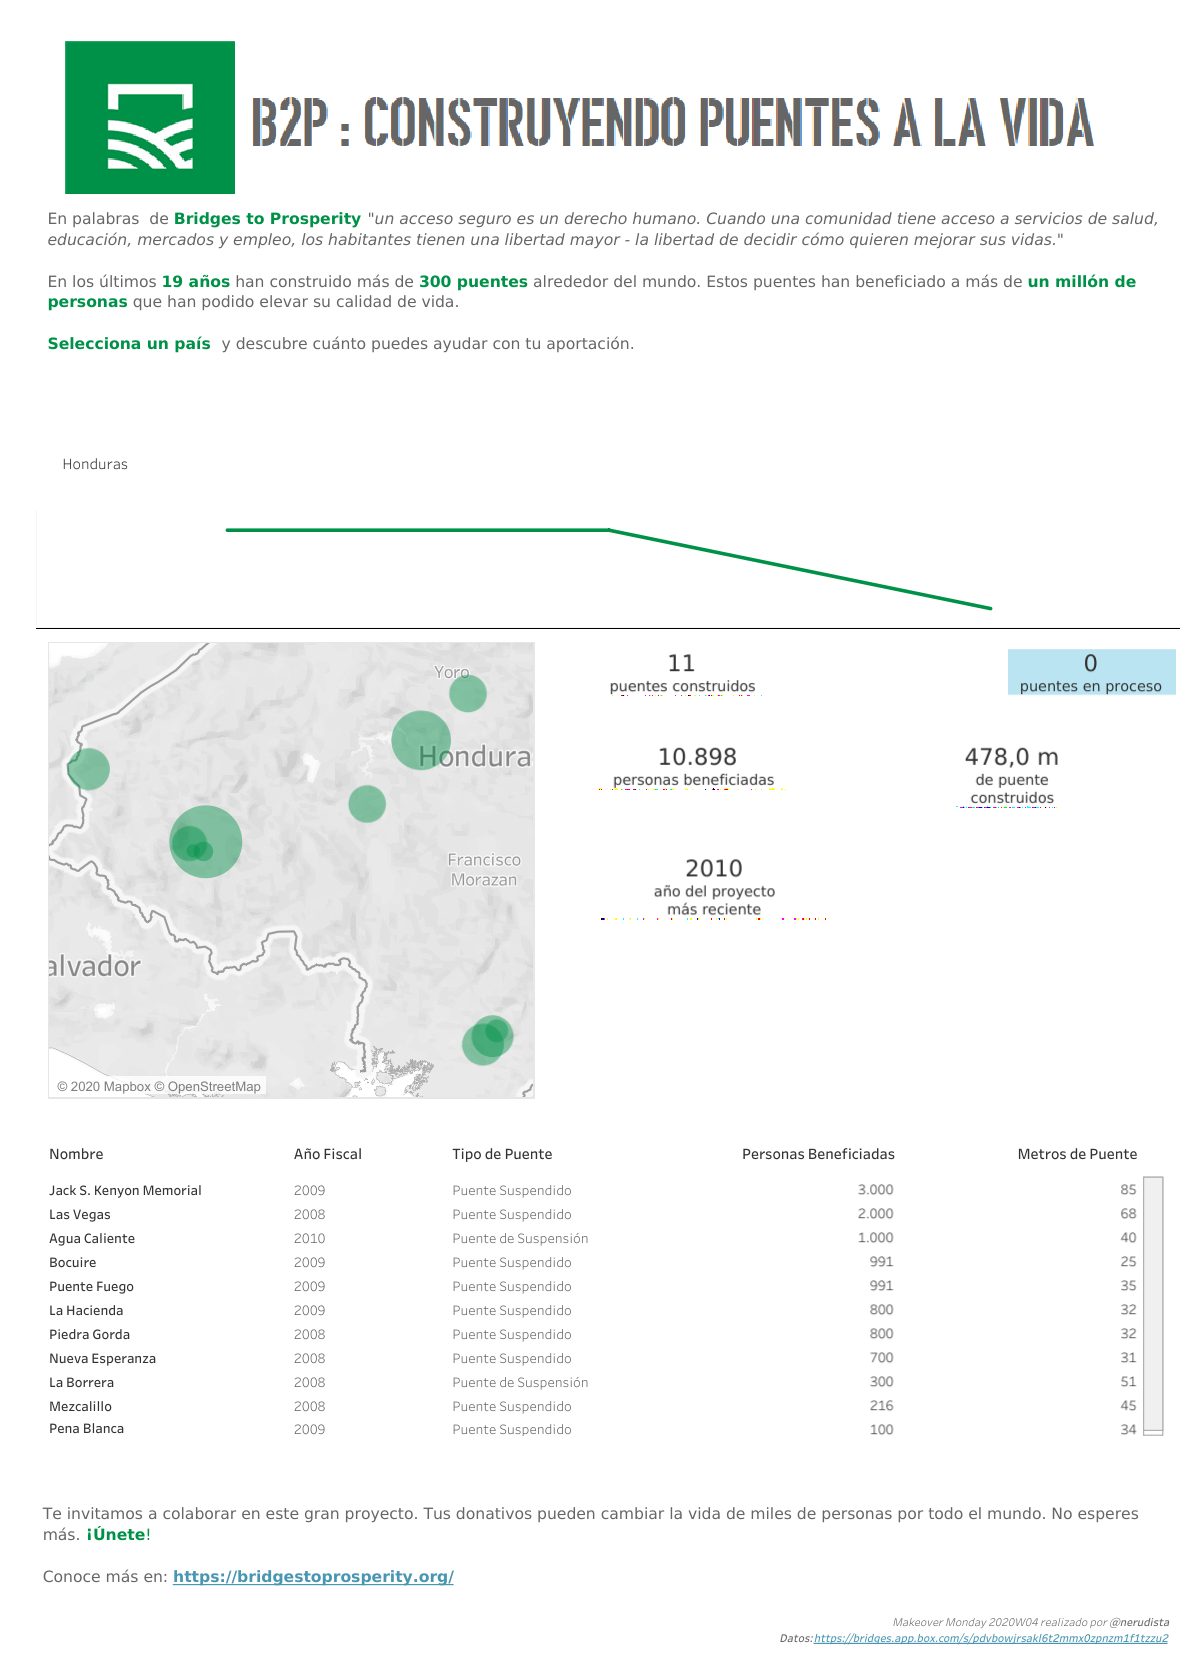 B2P : CONSTRUYENDO PUENTES A LA VIDA
En palabras de Bridges to Prosperity "un acceso seguro es un derecho humano. Cuando una comunidad tiene acceso a servicios de salud,
educación, mercados y empleo, los habitantes tienen una libertad mayor - la libertad de decidir cómo quieren mejorar sus vidas."
En los últimos 19 años han construido más de 300 puentes alrededor del mundo. Estos puentes han beneficiado a más de un millón de
personas que han podido elevar su calidad de vida.
Selecciona un país y descubre cuánto puedes ayudar con tu aportación.
Honduras
Yoro
Hondura
Francisco
Morazan
alvador
© 2020 Mapbox © OpenStreetMap
11
puentes construidos
0
puentes en proceso
10.898
personas beneficiadas
478,0 m
de puente
construidos
2010
año del proyecto
más reciente
Nombre Año Fiscal Tipo de Puente Personas Beneficiadas Metros de Puente
Jack S. Kenyon Memorial 2009 Puente Suspendido 3.000 85
Las Vegas 2008 Puente Suspendido 2.000 68
Agua Caliente 2010 Puente de Suspensión 1.000 40
Bocuire 2009 Puente Suspendido 991 25
Puente Fuego 2009 Puente Suspendido 991 35
La Hacienda 2009 Puente Suspendido 800 32
Piedra Gorda 2008 Puente Suspendido 800 32
Nueva Esperanza 2008 Puente Suspendido 700 31
La Borrera 2008 Puente de Suspensión 300 51
Mezcalillo 2008 Puente Suspendido 216 45
Pena Blanca 2009 Puente Suspendido 100 34
Te invitamos a colaborar en este gran proyecto. Tus donativos pueden cambiar la vida de miles de personas por todo el mundo. No esperes
más. ¡Únete!
Conoce más en: https://bridgestoprosperity.org/
Makeover Monday 2020W04 realizado por @nerudista
Datos:https://bridges.app.box.com/s/pdvbowjrsakl6t2mmx0zpnzm1f1tzzu2